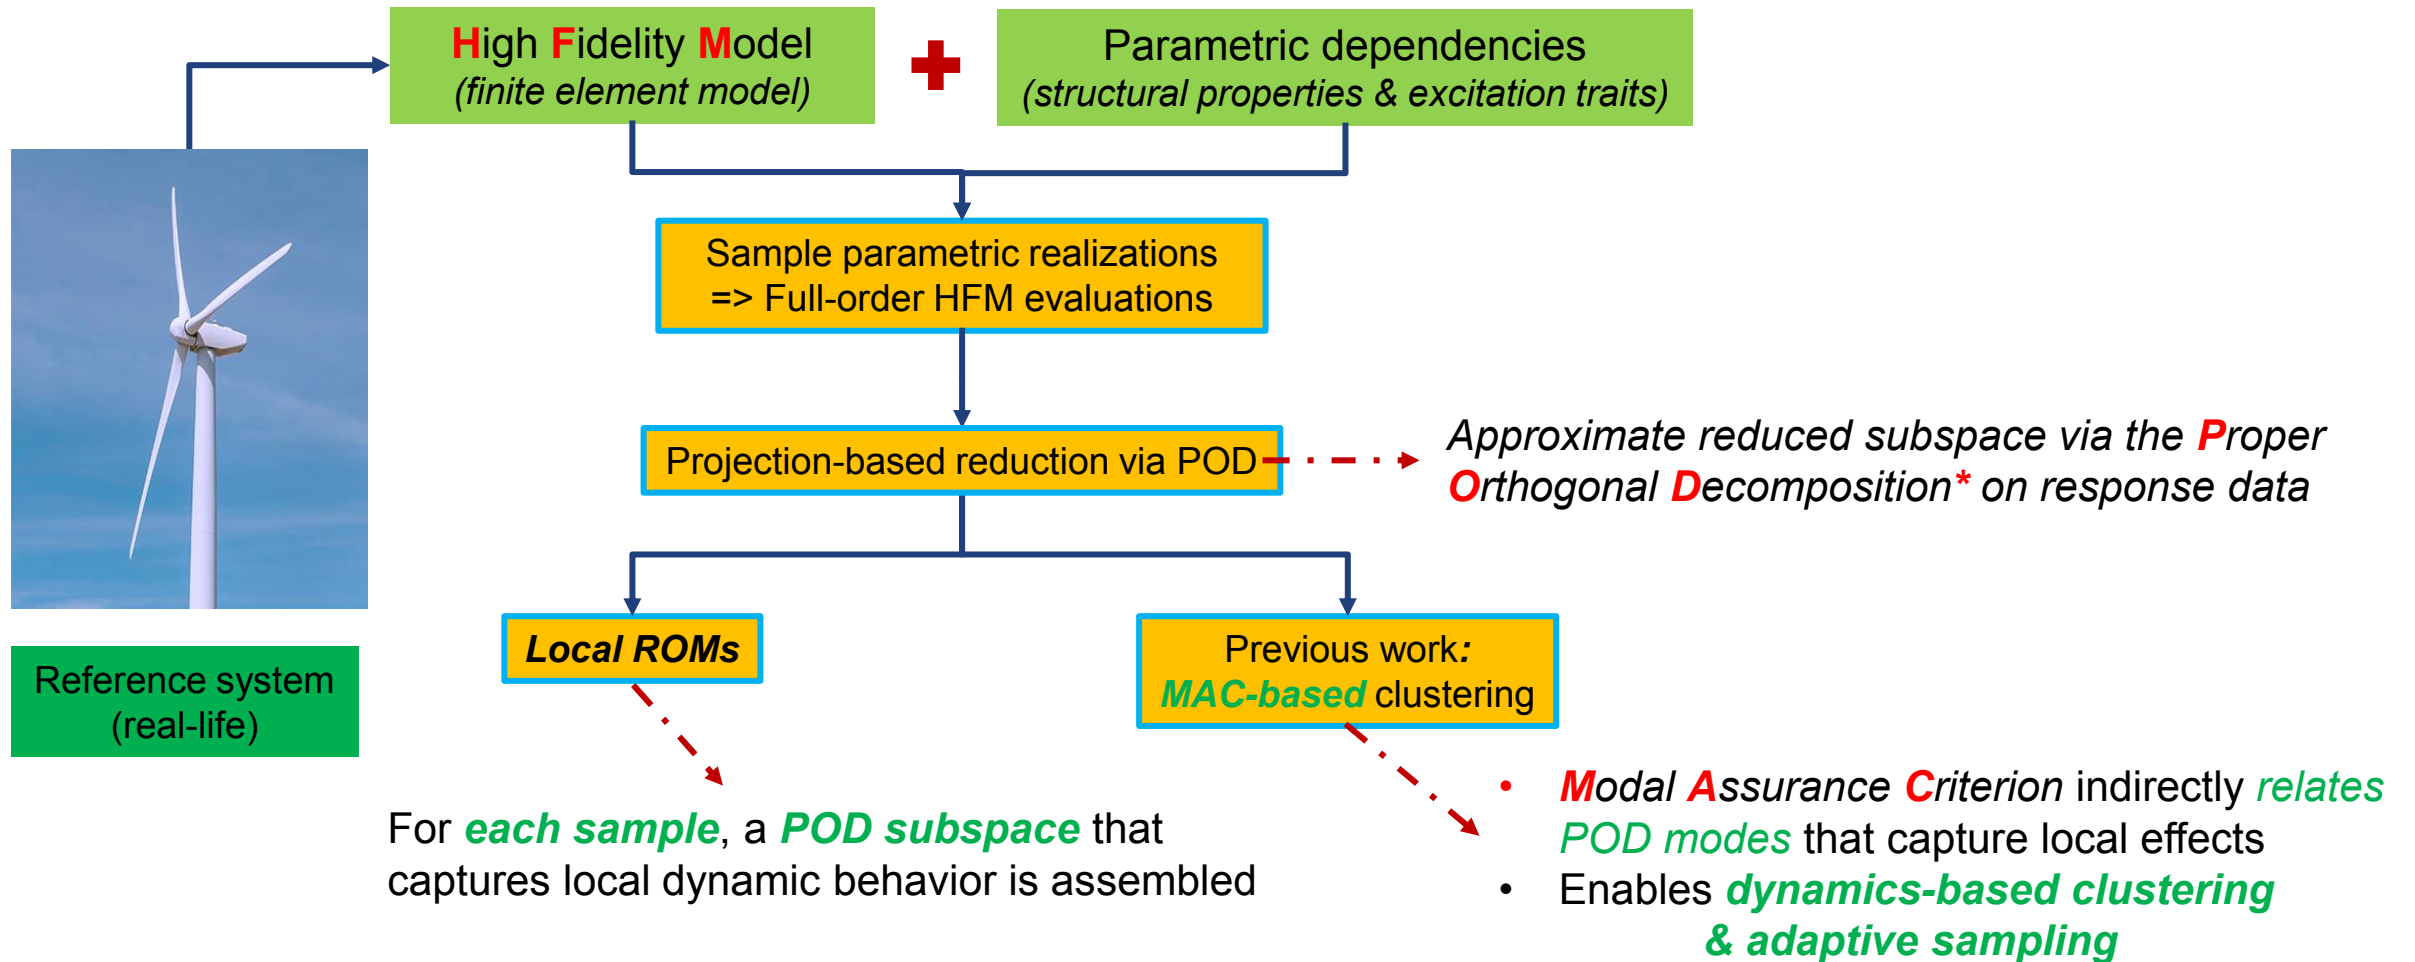 High Fidelity Model
(finite element model)
Parametric dependencies
(structural properties & excitation traits)
Sample parametric realizations
=> Full-order HFM evaluations
Projection-based reduction via POD
Approximate reduced subspace via the Proper
Orthogonal Decomposition* on response data
Local ROMs
Previous work:
MAC-based clustering
Reference system
(real-life)
For each sample, a POD subspace that
captures local dynamic behavior is assembled
• Modal Assurance Criterion indirectly relates
POD modes that capture local effects
• Enables dynamics-based clustering
& adaptive sampling